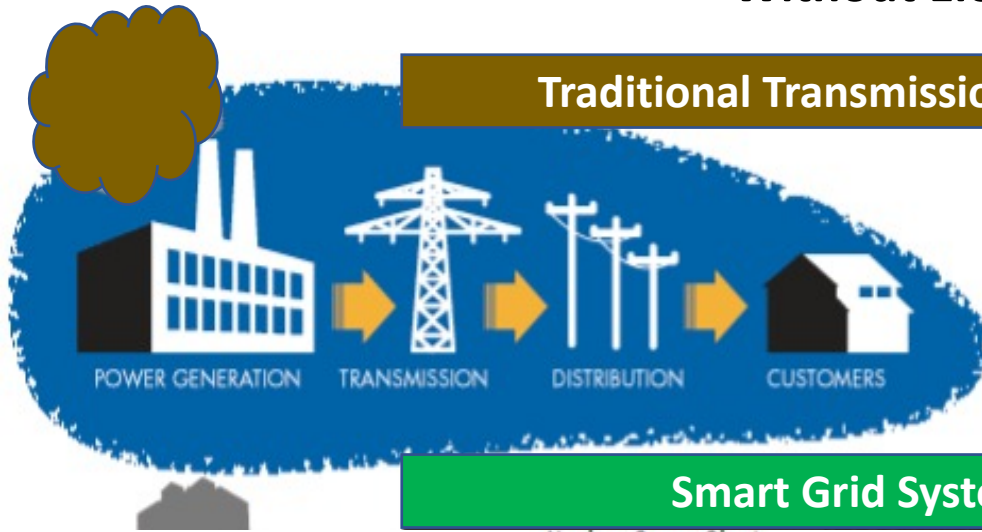 Traditional Transmissio
POWER GENERATION
TRANSMISSION
DISTRIBUTION
CUSTOMERS
Smart Grid Syste